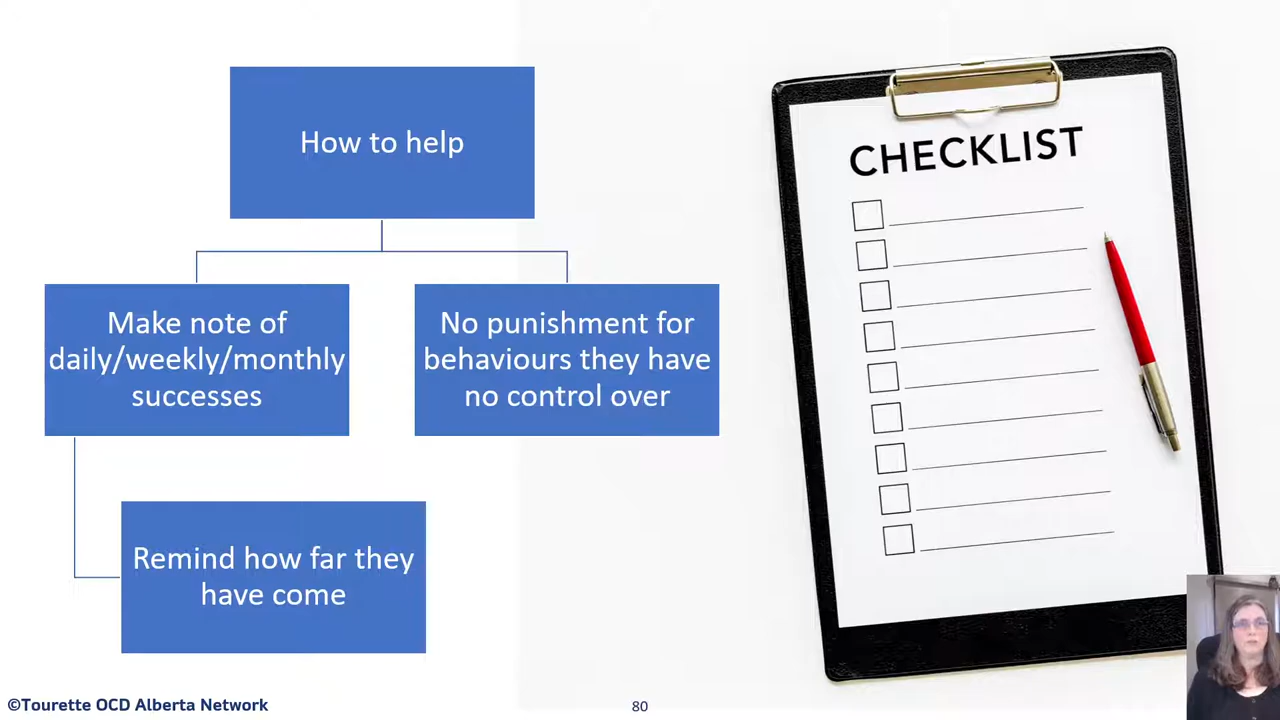 How to help
Make note of
daily/weekly/monthly
successes
No punishment for
behaviours they have
no control over
Remind how far they
have come
CHECKLIST
©Tourette OCD Alberta Network
80